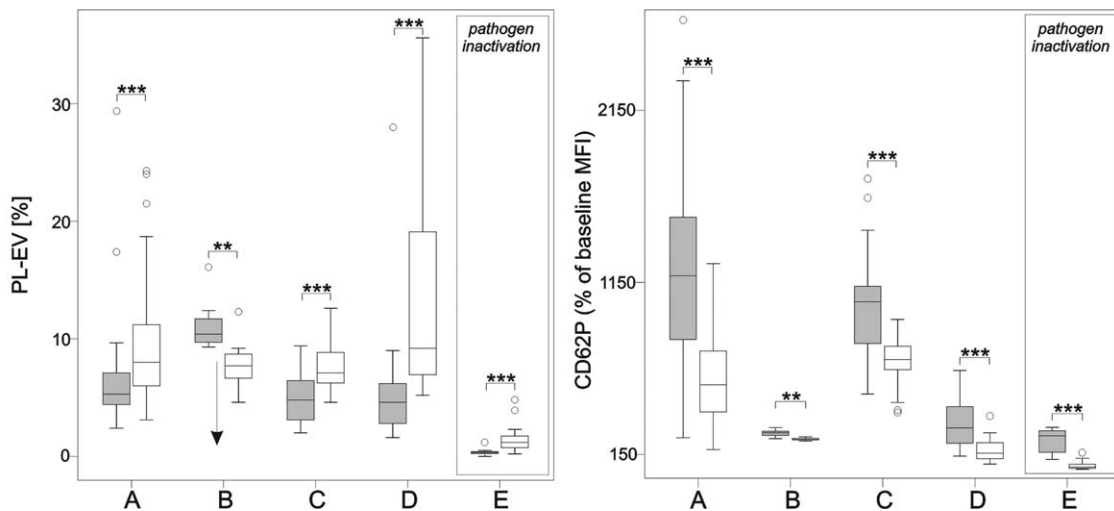 PL-EV [%]
30
20
10
0
***
**
***
***
***
pathogen
inactivation
A
B
C
D
E
CD62P (% of baseline MFI)
2150
1150
150
***
**
***
***
***
pathogen
inactivation
A
B
C
D
E